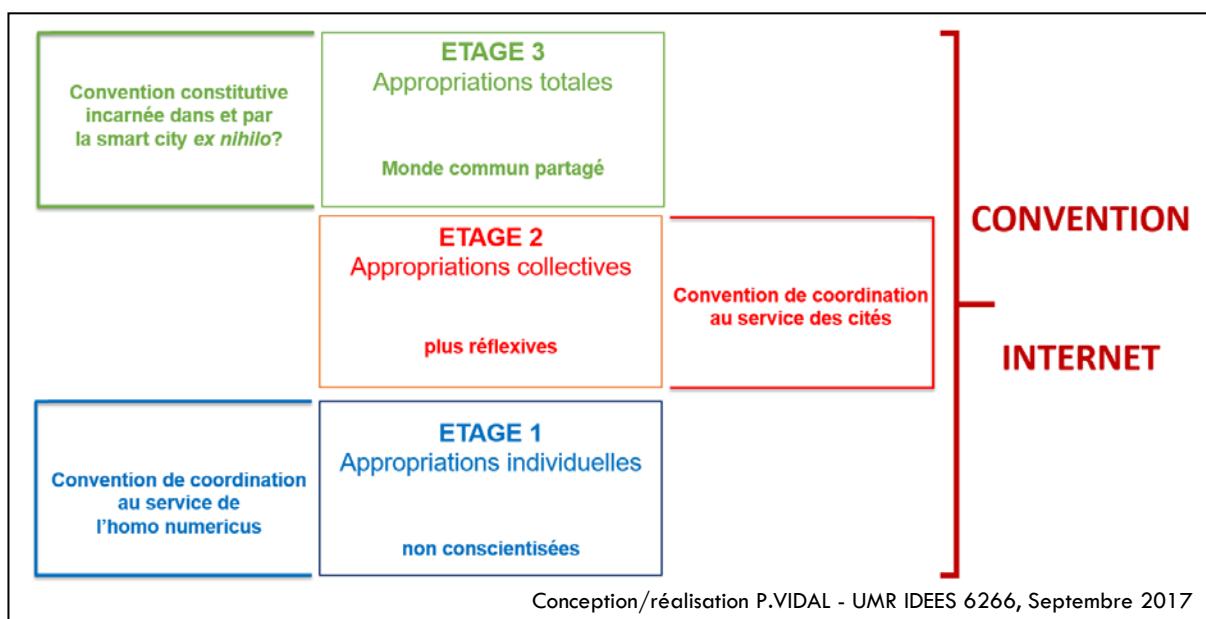 Convention constitutive
incarnée dans et par
la smart city ex nihilo?
ETAGE 3
Appropriations totales
Monde commun partagé
ETAGE 2
Appropriations collectives
plus réflexives
Convention de coordination
au service des cités
CONVENTION
INTERNET
Convention de coordination
au service de
l’homo numericus
ETAGE 1
Appropriations individuelles
non conscientisées
Conception/réalisation P.VIDAL - UMR IDEES 6266, Septembre 2017